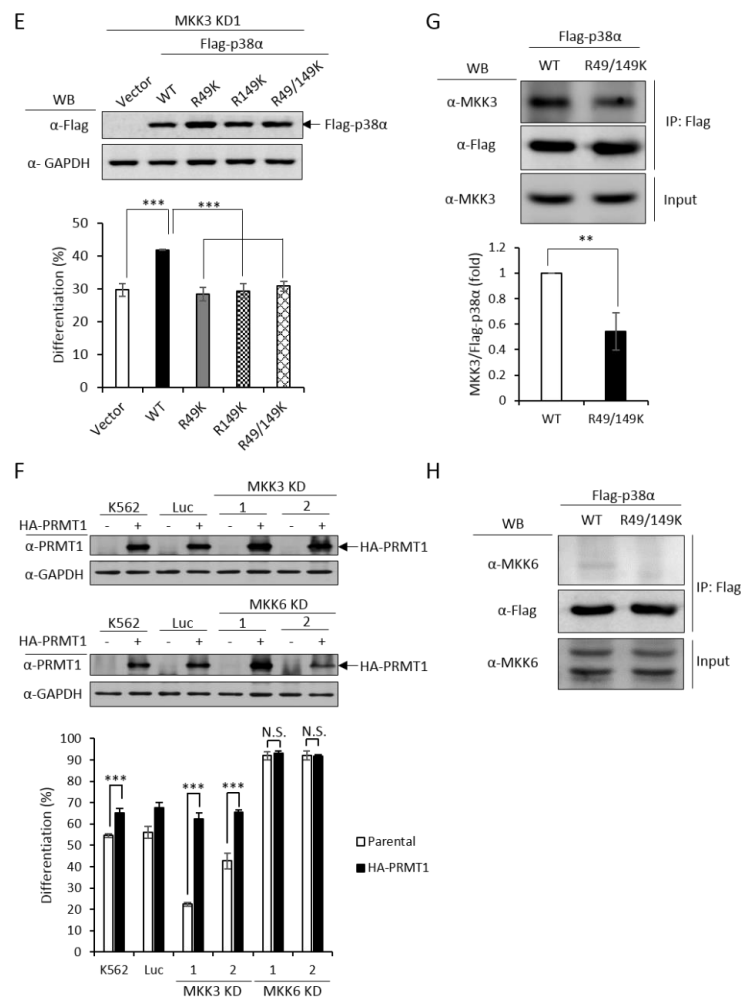 E
MKK3 KD1
Flag-p38α
WB
Vector
WT
R49K
R149K
R49/149K
α-Flag
Flag-p38α
α- GAPDH
***
***
50
40
30
20
10
0
Differentiation (%)
Vector
WT
R49K
R149K
R49/149K
G
Flag-p38α
WB
WT
R49/149K
α-MKK3
α-Flag
IP: Flag
α-MKK3
Input
**
1.2
1
0.8
0.6
0.4
0.2
0
MKK3/Flag-p38α (fold)
WT
R49/149K
F
MKK3 KD
K562
Luc
1
2
HA-PRMT1
-
+
-
+
-
+
-
+
α-PRMT1
HA-PRMT1
α-GAPDH
MKK6 KD
K562
Luc
1
2
HA-PRMT1
-
+
-
+
-
+
-
+
α-PRMT1
HA-PRMT1
α-GAPDH
N.S.
N.S.
***
***
***
100
90
80
70
60
50
40
30
20
10
0
Differentiation (%)
Parental
HA-PRMT1
K562
Luc
1
2
1
2
MKK3 KD
MKK6 KD
H
Flag-p38α
WB
WT
R49/149K
α-MKK6
α-Flag
IP: Flag
α-MKK6
Input